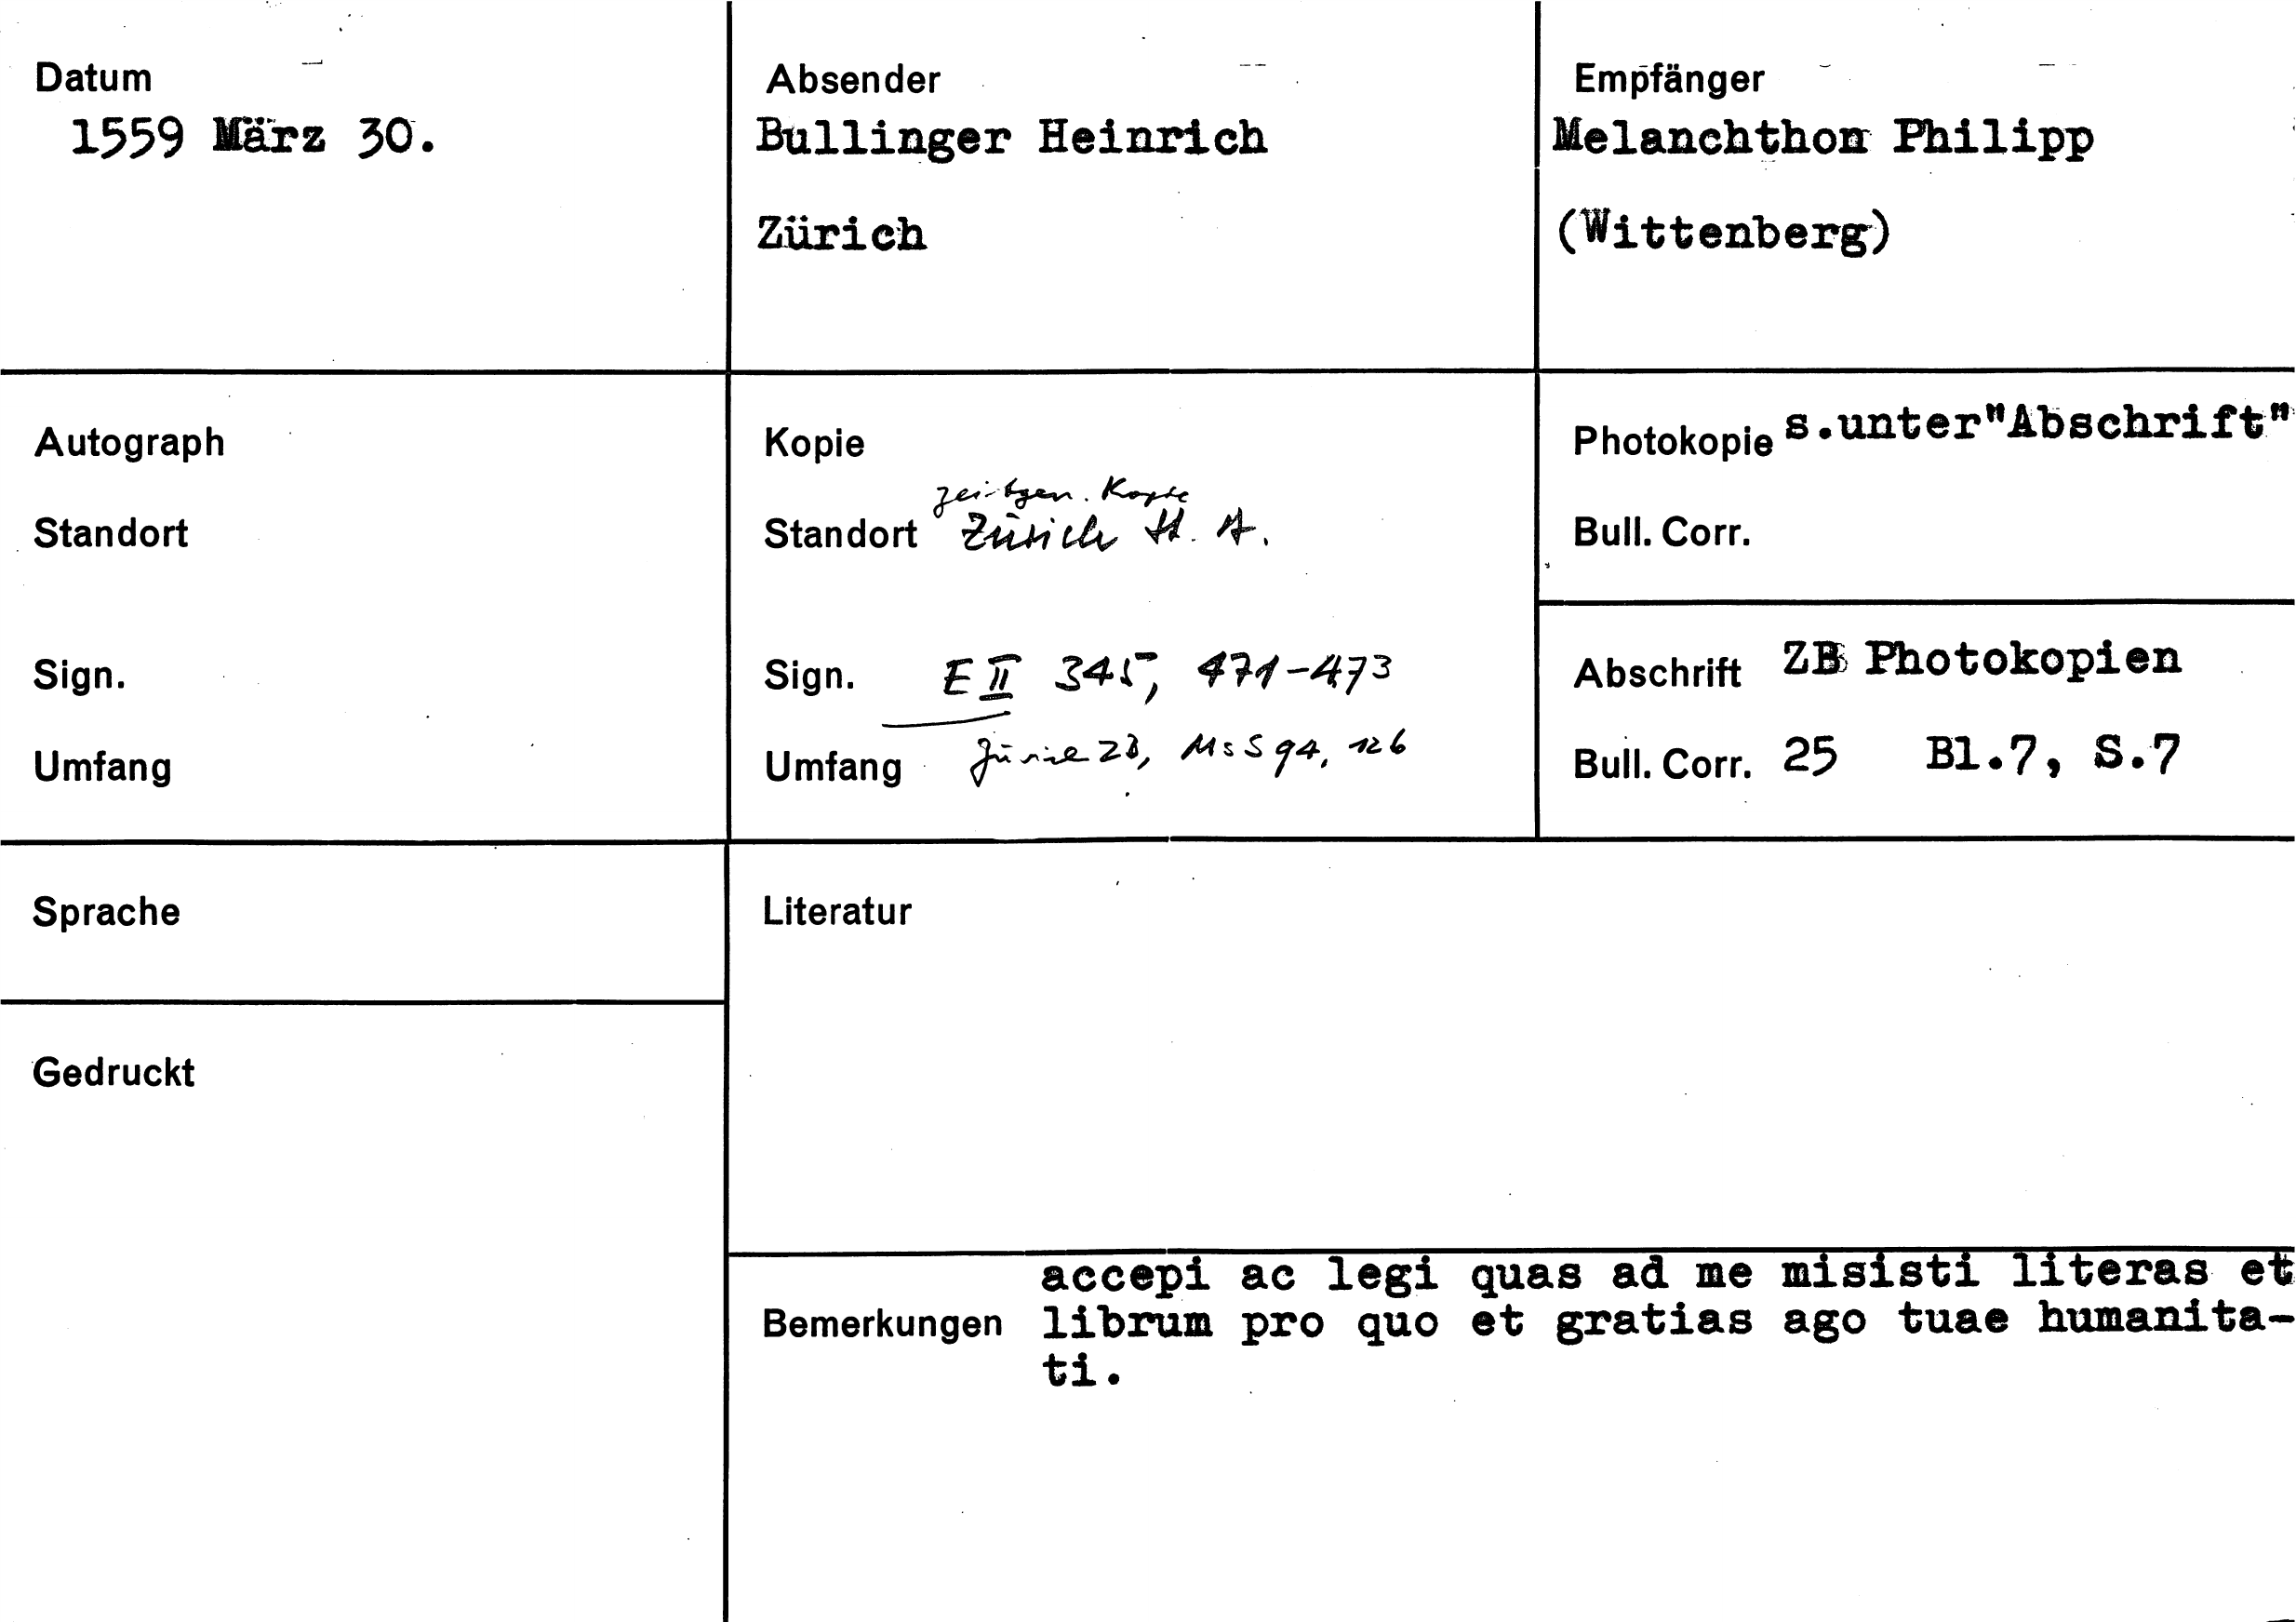 Datum
1559 März 30.
Absender
Bullinger Heinrich
Zürich
Empfänger
Melanchthon Philipp
(Wittenberg)
Autograph
Standort
Sign.
Umfang
Kopie
zeitgen. Kopie
Standort Zürich St. A.
Sign. E II 345, 471-473
Umfang Zürich ZB, Ms S 94, 126
Photokopie s.unter"Abschrift"
Bull. Corr.
Abschrift ZB Photokopien
Bull. Corr. 25 Bl.7, S.7
Sprache
Gedruckt
Literatur
accepi ac legi quas ad me misisti literas et
Bemerkungen librum pro quo et gratias ago tuae humanita-
ti.